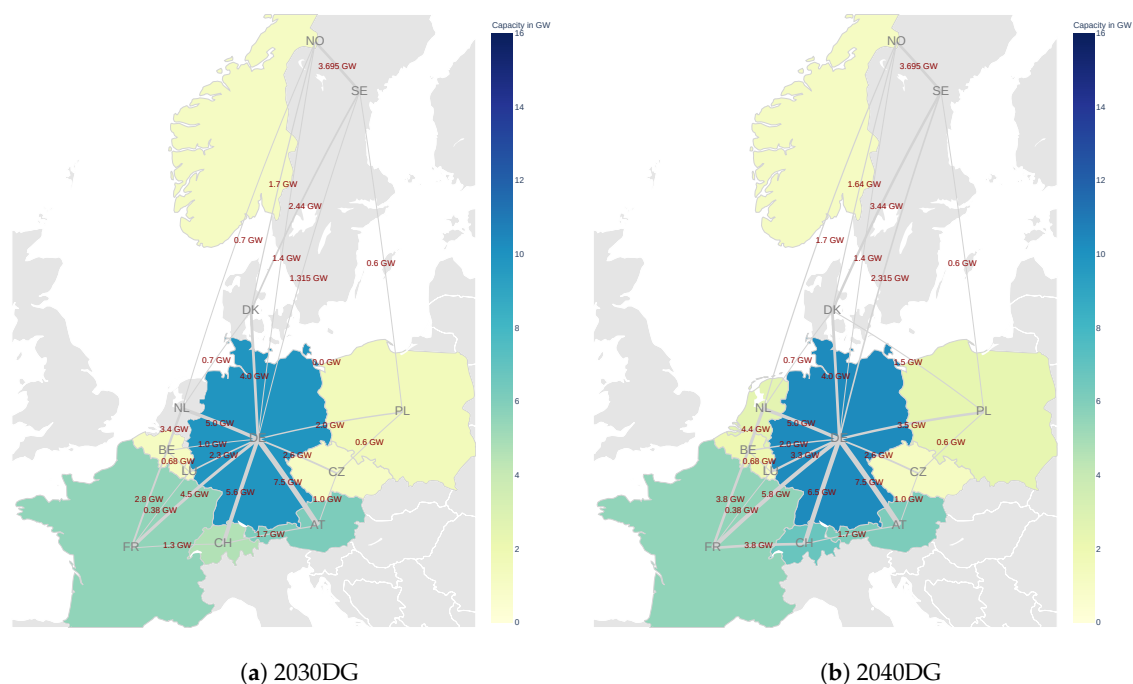 Capacity in GW
16
14
12
10
8
6
4
2
0
NO
3.695 GW
SE
1.7 GW
2.44 GW
0.7 GW
1.4 GW
0.6 GW
1.315 GW
DK
0.7 GW
0.0 GW
4.0 GW
NL
PL
5.0 GW
2.0 GW
3.4 GW
DE
1.0 GW
0.6 GW
BE
2.3 GW
2.6 GW
0.68 GW
LU
CZ
7.5 GW
4.5 GW
5.6 GW
2.8 GW
1.0 GW
0.38 GW
AT
1.7 GW
FR
1.3 GW
CH
(a) 2030DG
Capacity in GW
16
14
12
10
8
6
4
2
0
NO
3.695 GW
SE
1.64 GW
3.44 GW
1.7 GW
1.4 GW
0.6 GW
2.315 GW
DK
0.7 GW
1.5 GW
4.0 GW
NL
PL
5.0 GW
3.5 GW
4.4 GW
DE
2.0 GW
0.6 GW
BE
3.3 GW
2.6 GW
0.68 GW
LU
CZ
7.5 GW
5.8 GW
6.5 GW
3.8 GW
1.0 GW
0.38 GW
AT
1.7 GW
FR
3.8 GW
CH
(b) 2040DG